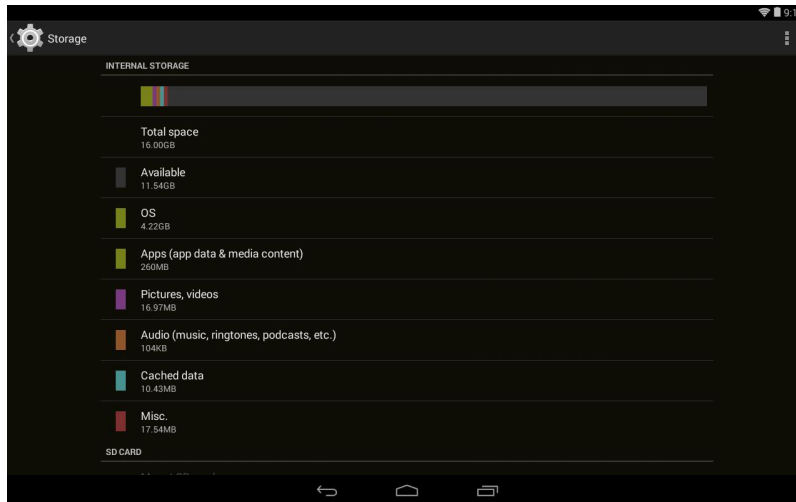 9:1
Storage
INTERNAL STORAGE
Total space
16.00GB
Available
11.54GB
OS
4.22GB
Apps (app data & media content)
260MB
Pictures, videos
16.97MB
Audio (music, ringtones, podcasts, etc.)
104KB
Cached data
10.43MB
Misc.
17.54MB
SD CARD